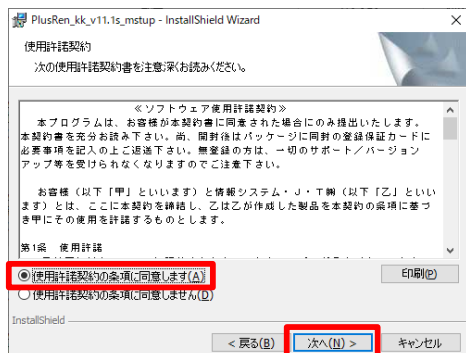 PlusRen_kk_v11.1s_mstup - InstallShield Wizard
使用許諾契約
次の使用許諾契約書を注意深くお読みください。
≪ソフトウェア使用許諾契約≫
本プログラムは、お客様が本契約書に同意された場合にのみ提出いたします。
本契約書を充分お読み下さい。尚、開封後はパッケージに同封の登録保証カードに
必要事項を記入の上ご返送下さい。無登録の方は、一切のサポート／バージョン
アップ等を受けられなくなりますのでご注意下さい。
お客様（以下「甲」といいます）と情報システム・J・T㈱（以下「乙」といい
ます）とは、ここに本契約を締結し、乙は乙が作成した製品を本契約の条項に基づ
き甲にその使用を許諾するものとします。
第1条 使用許諾
使用許諾契約の条項に同意します(A)
印刷(P)
使用許諾契約の条項に同意しません(D)
InstallShield
< 戻る(B)
次へ(N) >
キャンセル